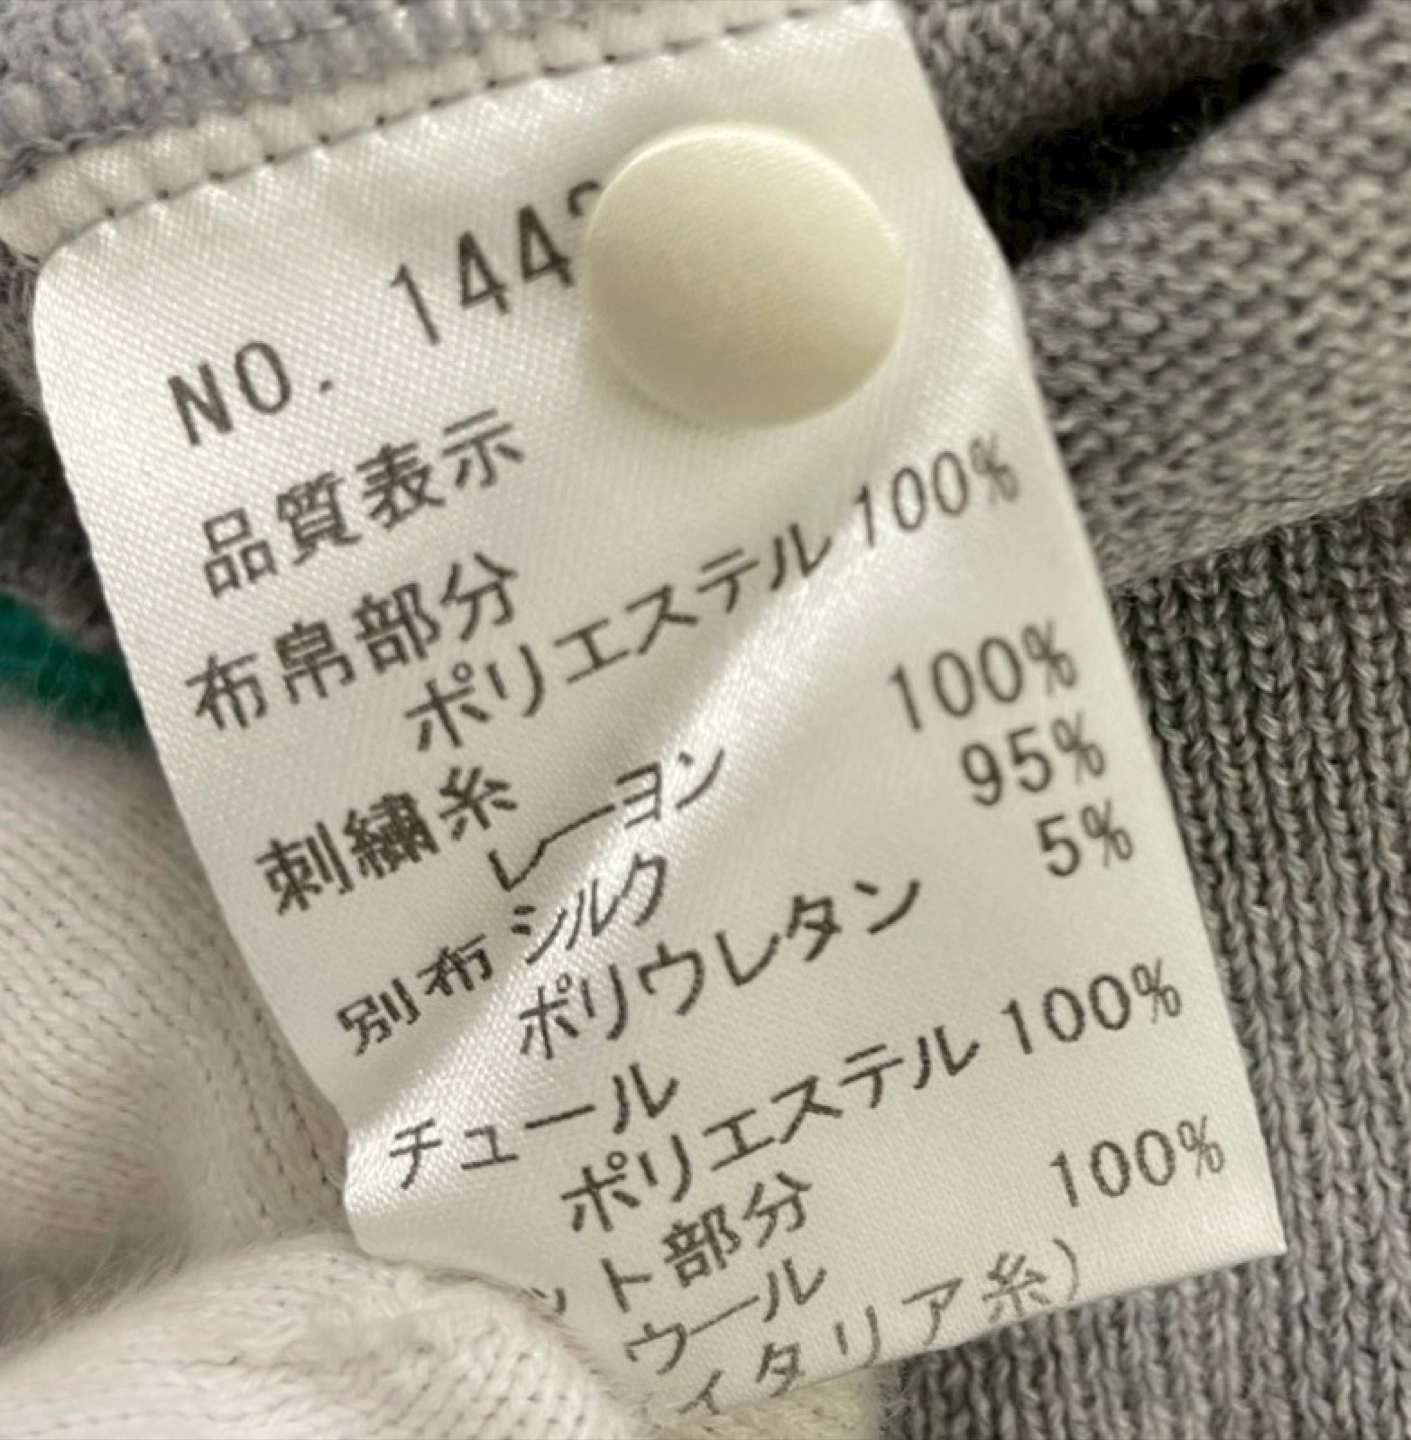 NO. 144
品質表示
布帛部分
ポリエステル 100%
刺繍糸
レーヨン 100%
別布 シルク 95%
ポリウレタン 5%
チュール
ポリエステル 100%
ット部分
ウール 100%
イタリア糸)